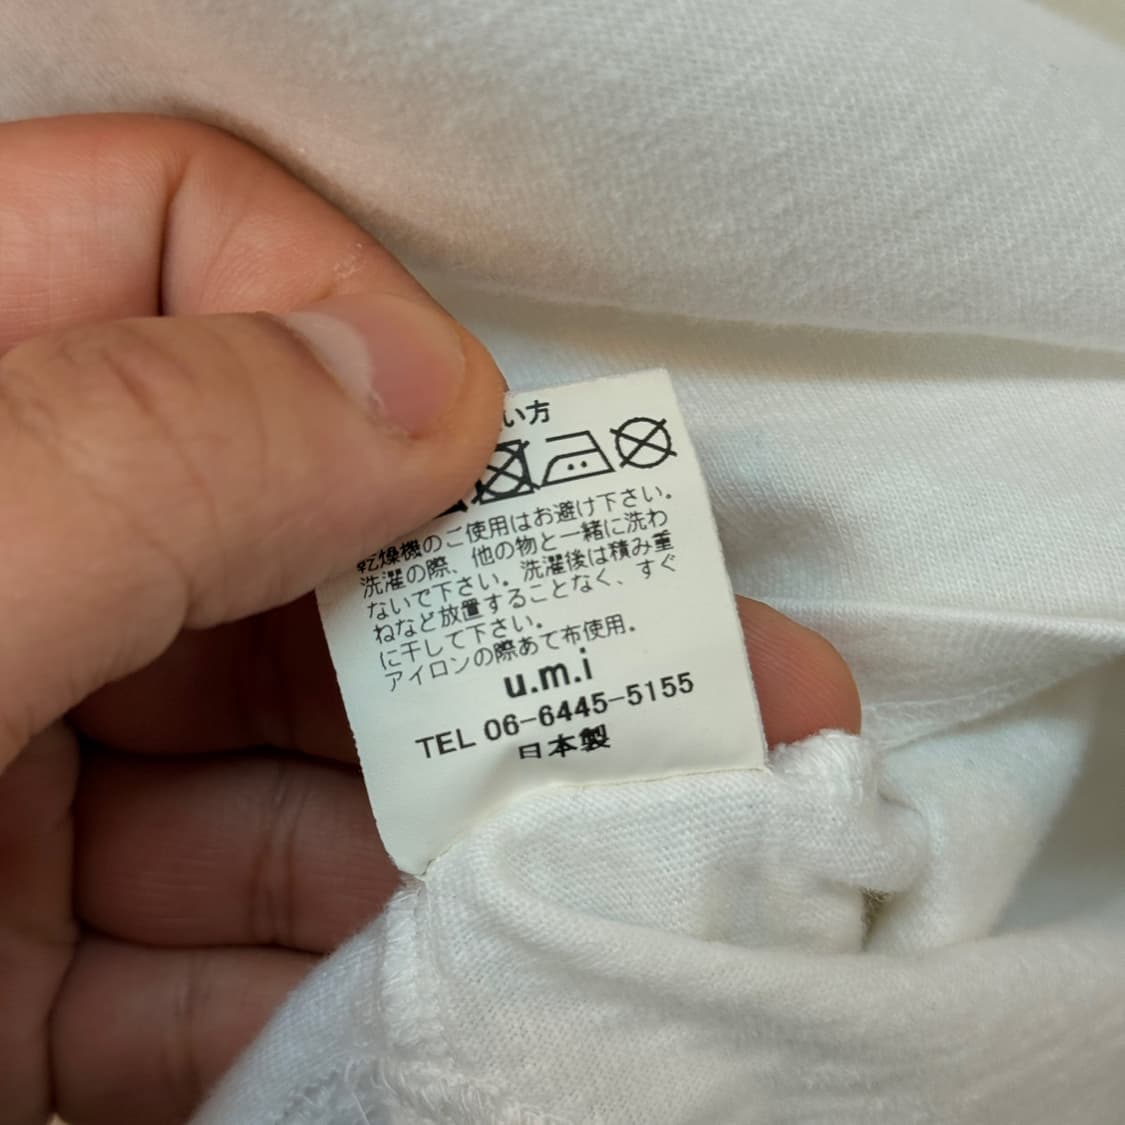 い方
乾燥機のご使用はお避け下さい。
洗濯の際、他の物と一緒に洗わ
ないで下さい。洗濯後は積み重
ねなど放置することなく、すぐ
に干して下さい。
アイロンの際あて布使用。
u.m.i
TEL 06-6445-5155
日本製